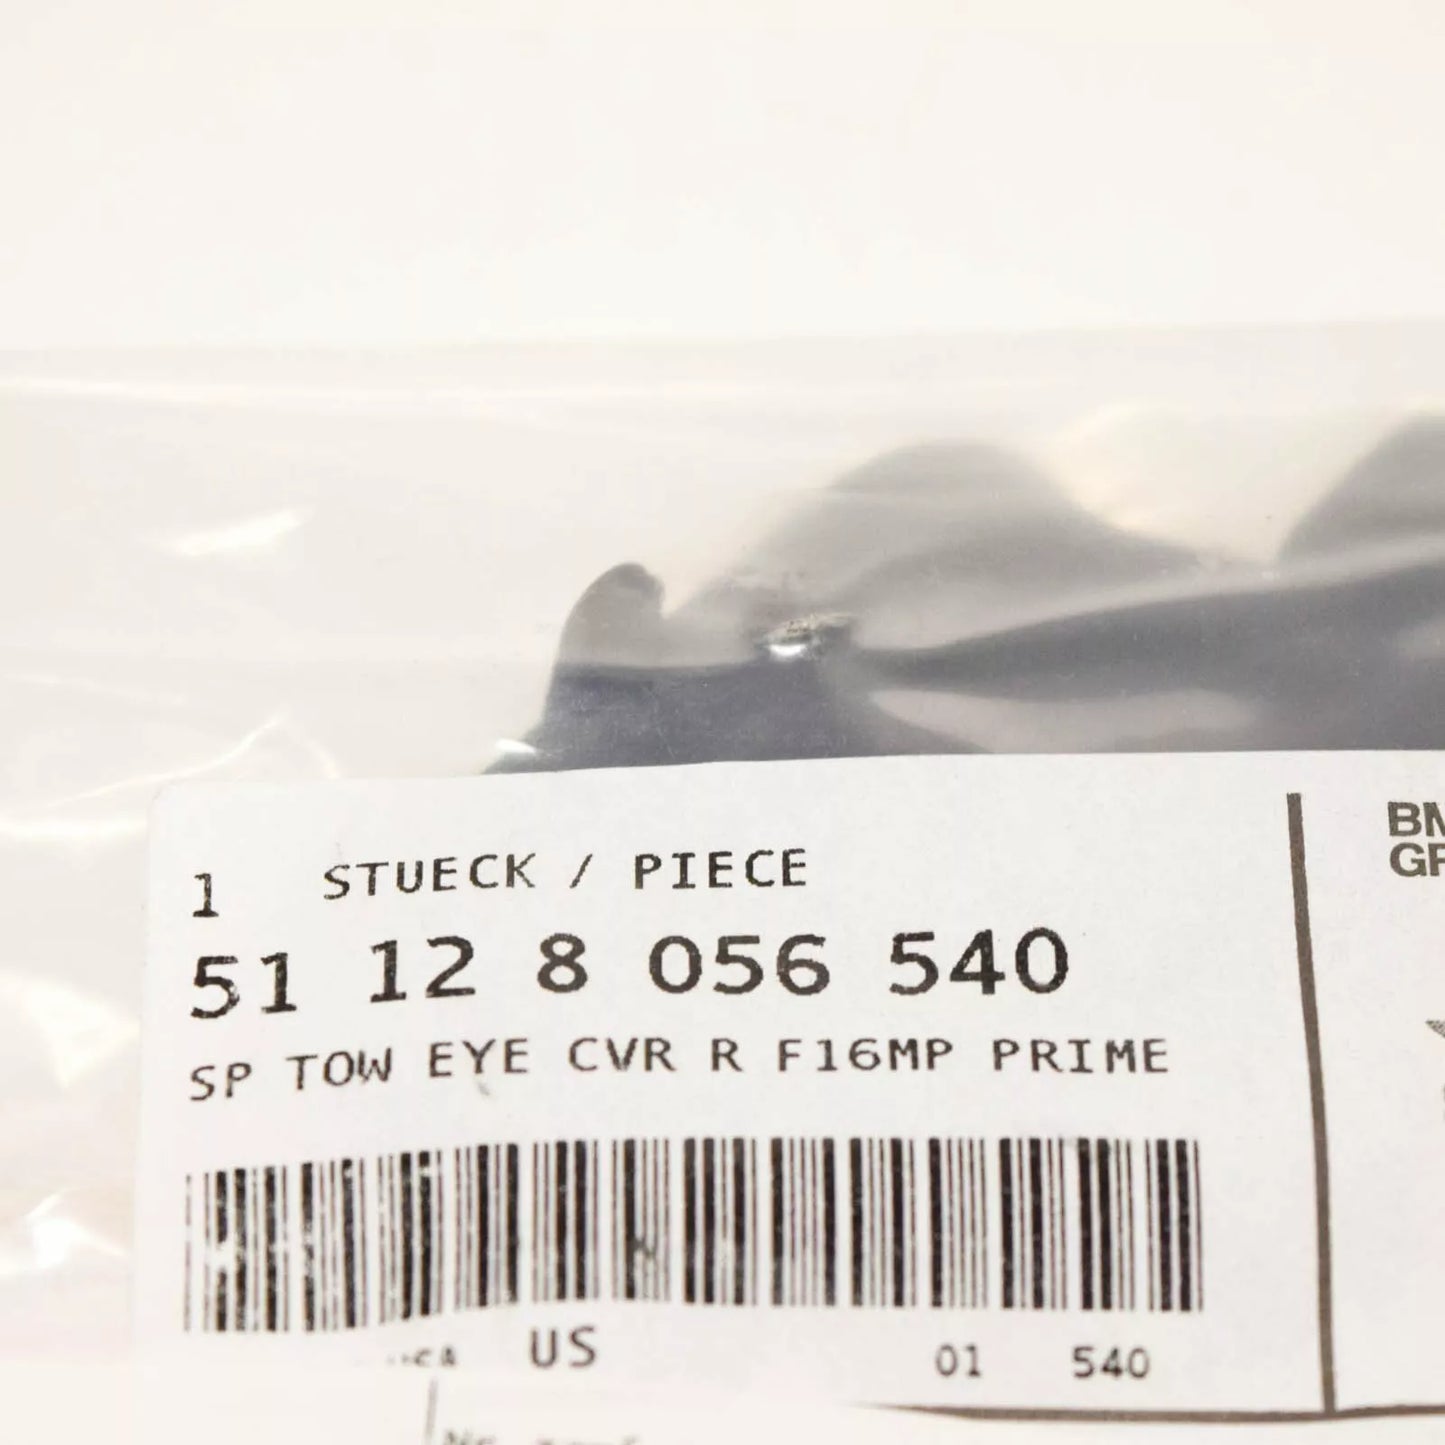 1 STUECK / PIECE
51 12 8 056 540
SP TOW EYE CVR R F16MP PRIME
US 01 540